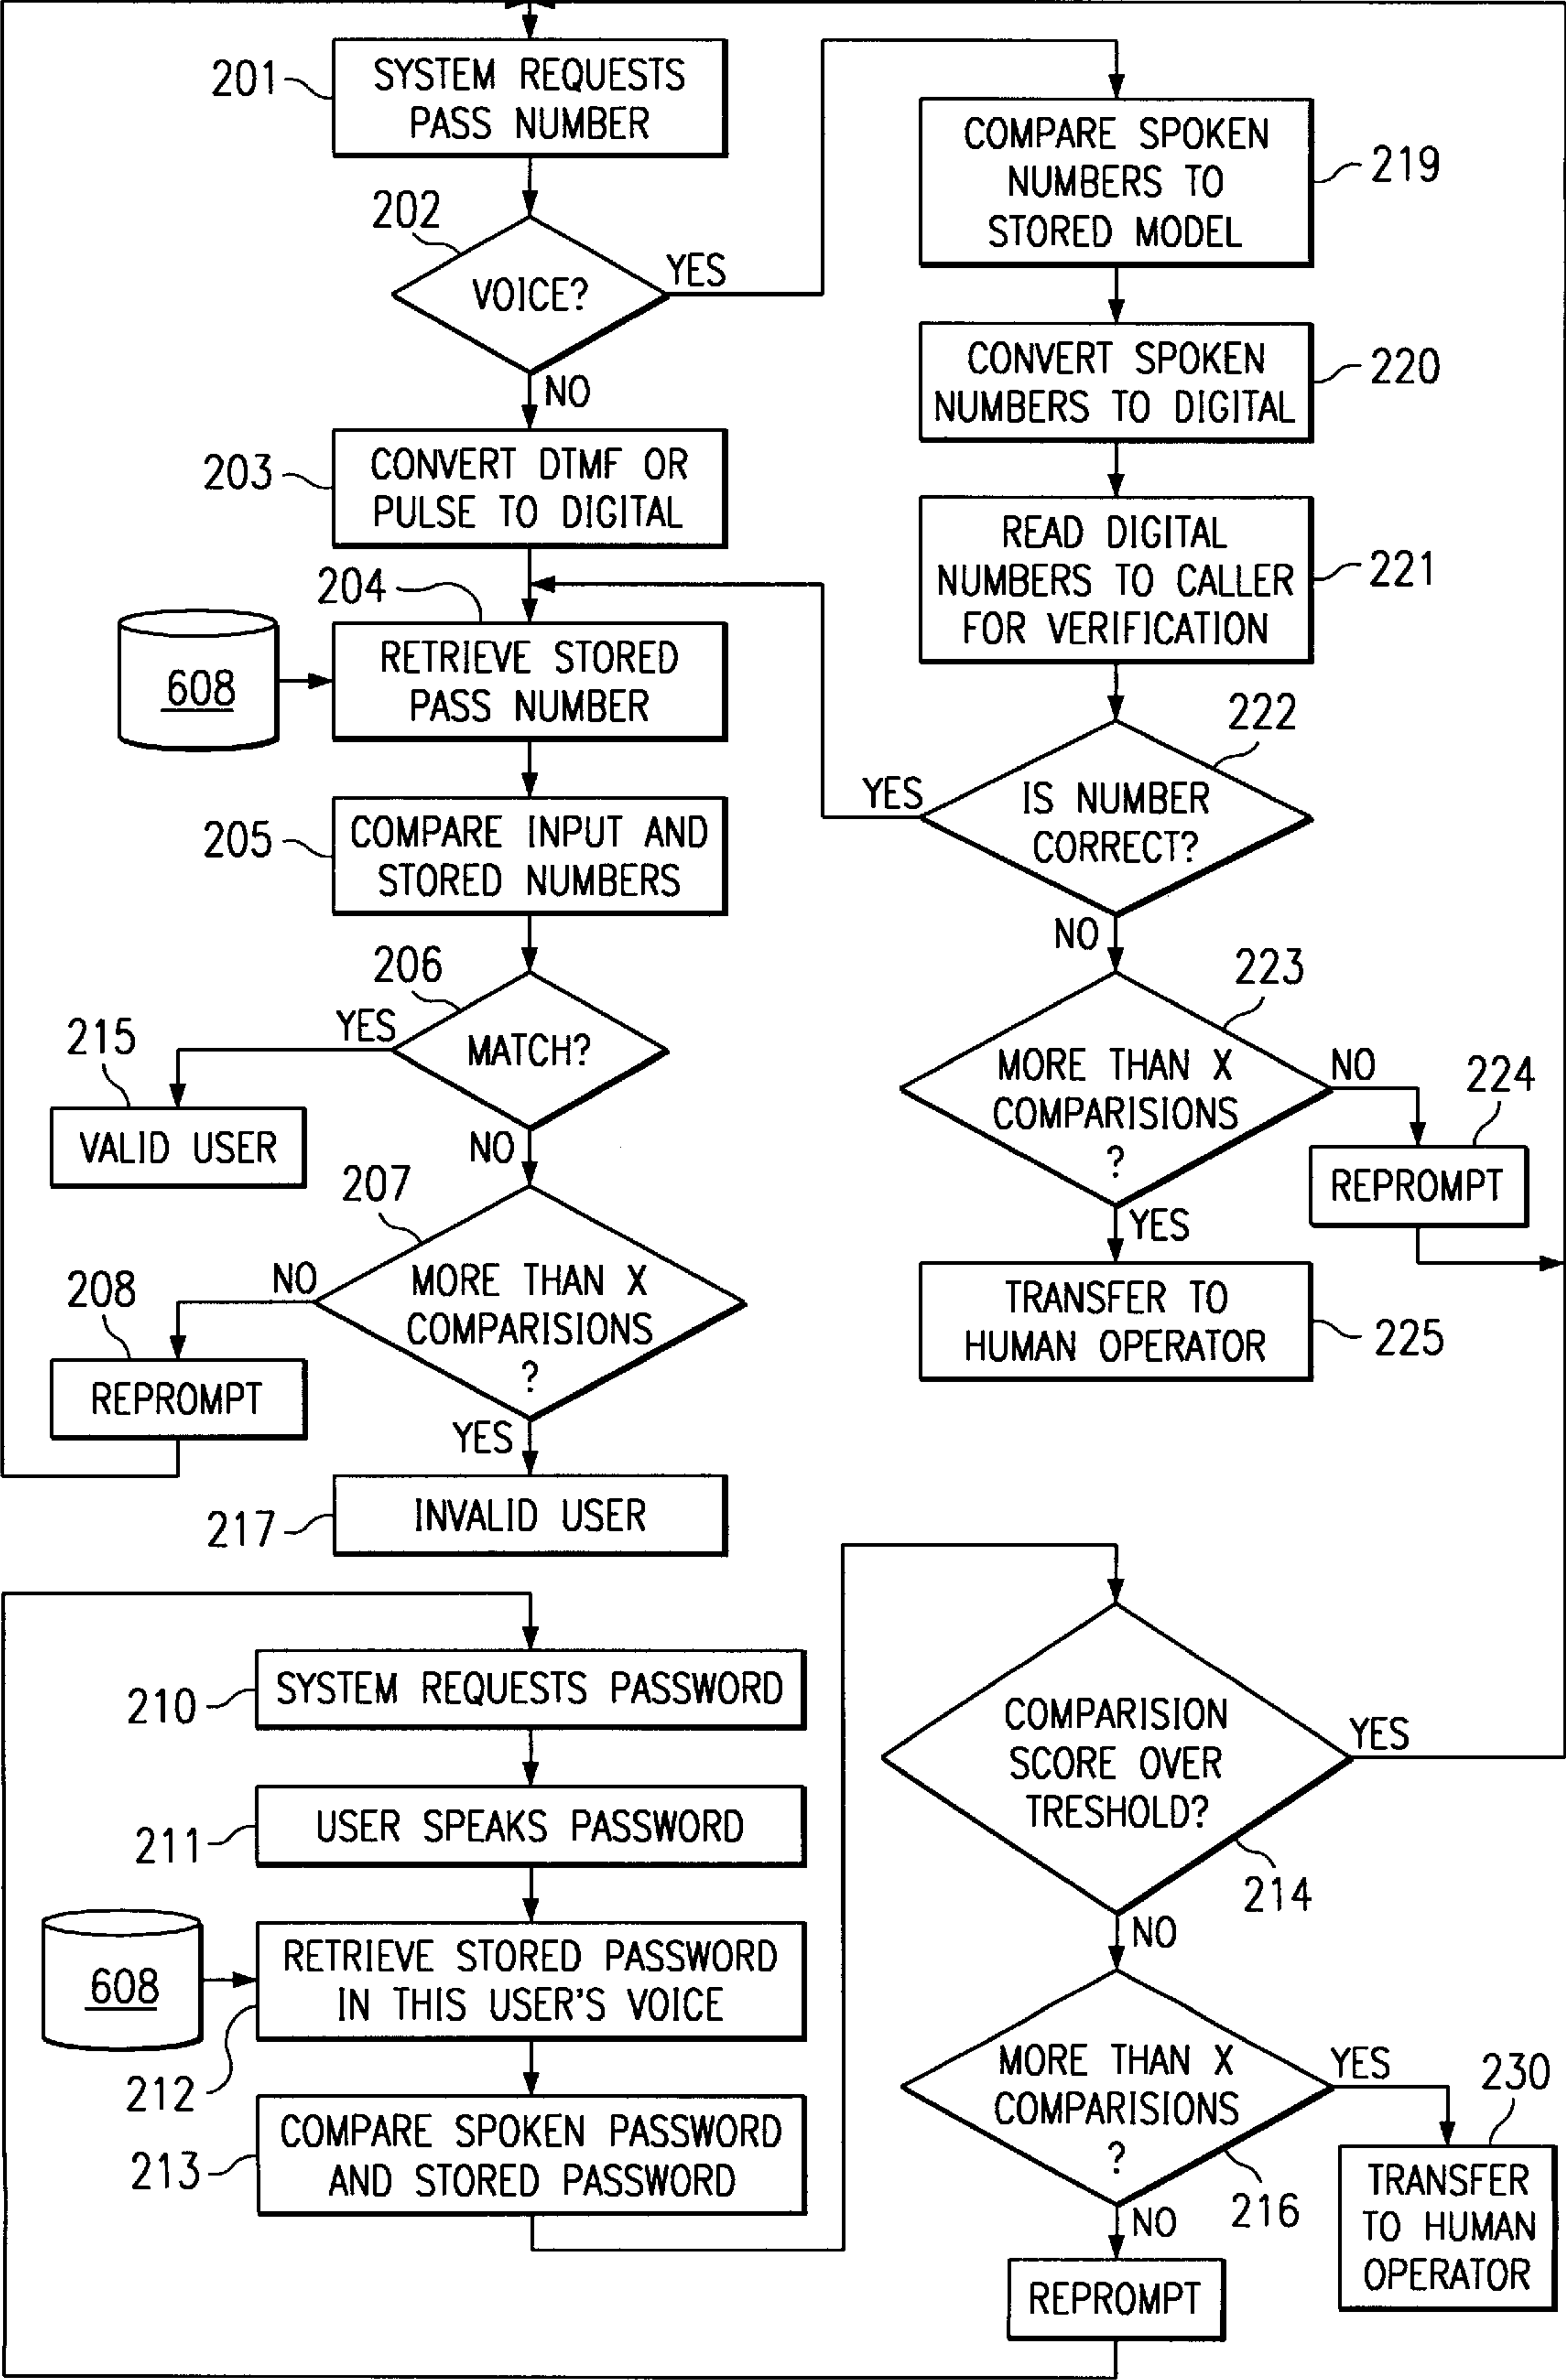 201
SYSTEM REQUESTS
PASS NUMBER
202
VOICE?
YES
NO
203
CONVERT DTMF OR
PULSE TO DIGITAL
204
608
RETRIEVE STORED
PASS NUMBER
205
COMPARE INPUT AND
STORED NUMBERS
206
MATCH?
YES
215
VALID USER
NO
207
MORE THAN X
COMPARISIONS
?
NO
208
REPROMPT
YES
217
INVALID USER
COMPARE SPOKEN
NUMBERS TO
STORED MODEL
219
CONVERT SPOKEN
NUMBERS TO DIGITAL
220
READ DIGITAL
NUMBERS TO CALLER
FOR VERIFICATION
221
222
IS NUMBER
CORRECT?
YES
NO
223
MORE THAN X
COMPARISIONS
?
NO
224
REPROMPT
YES
TRANSFER TO
HUMAN OPERATOR
225
210
SYSTEM REQUESTS PASSWORD
211
USER SPEAKS PASSWORD
608
RETRIEVE STORED PASSWORD
IN THIS USER'S VOICE
212
213
COMPARE SPOKEN PASSWORD
AND STORED PASSWORD
COMPARISION
SCORE OVER
TRESHOLD?
YES
214
NO
MORE THAN X
COMPARISIONS
?
YES
216
230
TRANSFER
TO HUMAN
OPERATOR
NO
REPROMPT